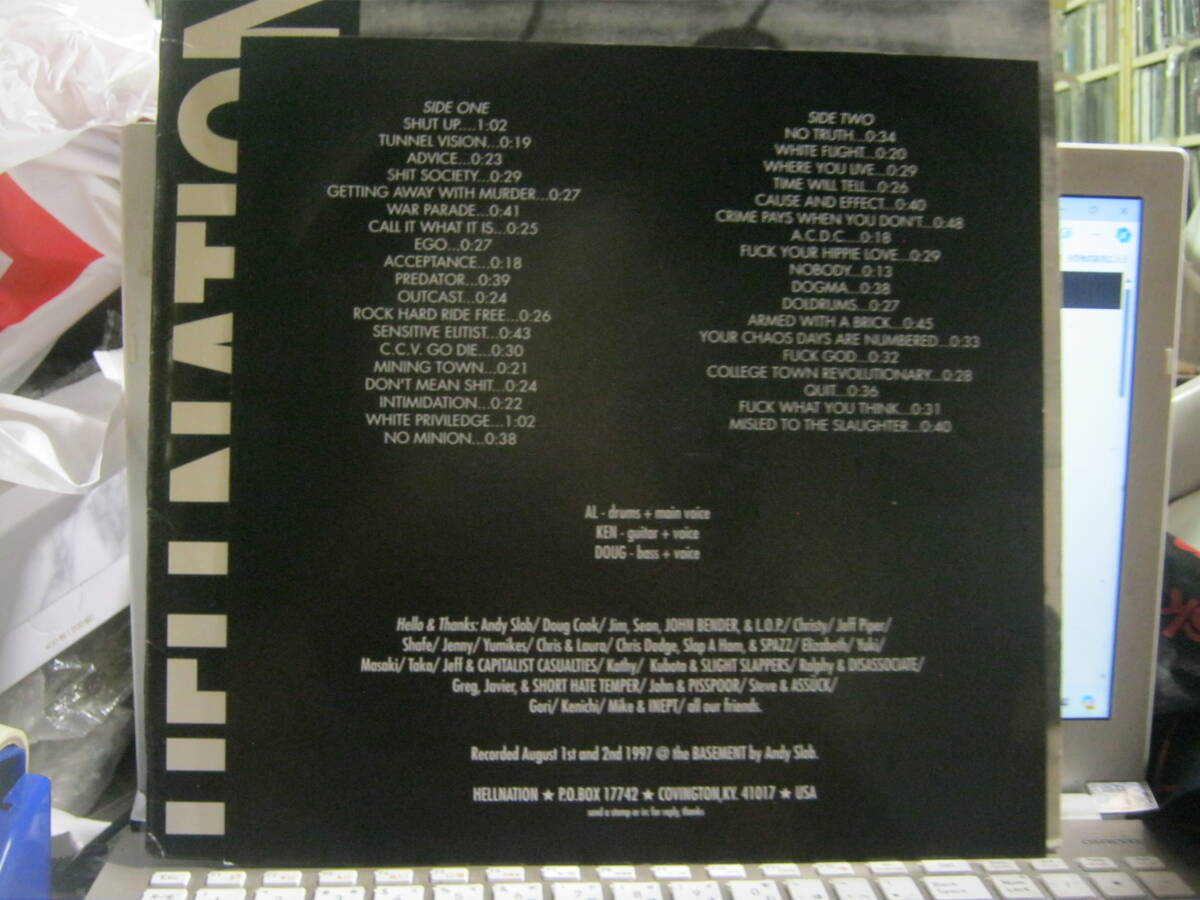 HELLNATION
SIDE ONE
SHUT UP....1:02
TUNNEL VISION...0:19
ADVICE...0:23
SHIT SOCIETY...0:29
GETTING AWAY WITH MURDER...0:27
WAR PARADE...0:41
CALL IT WHAT IT IS...0:25
EGO...0:27
ACCEPTANCE...0:18
PREDATOR...0:39
OUTCAST...0:24
ROCK HARD RIDE FREE...0:26
SENSITIVE ELITIST...0:43
C.C.V. GO DIE...0:30
MINING TOWN...0:21
DON'T MEAN SHIT...0:24
INTIMIDATION...0:22
WHITE PRIVILEDGE...1:02
NO MINION...0:38
SIDE TWO
NO TRUTH...0:34
WHITE FLIGHT...0:20
WHERE YOU LIVE...0:29
TIME WILL TELL...0:26
CAUSE AND EFFECT...0:40
CRIME PAYS WHEN YOU DON'T...0:48
A.C.D.C....0:18
FUCK YOUR HIPPIE LOVE...0:29
NOBODY...0:13
DOGMA...0:38
DOLDRUMS...0:27
ARMED WITH A BRICK...0:45
YOUR CHAOS DAYS ARE NUMBERED...0:33
FUCK GOD...0:32
COLLEGE TOWN REVOLUTIONARY...0:28
QUIT...0:36
FUCK WHAT YOU THINK...0:31
MISLED TO THE SLAUGHTER...0:40
AL - drums + main voice
KEN - guitar + voice
DOUG - bass + voice
Hello & Thanks: Andy Slob/ Doug Cook/ Jim, Sean, JOHN BENDER, & L.O.P./ Christy/ Jeff Piper/
Shafe/ Jenny/ Yumikes/ Chris & Laura/ Chris Dodge, Slap A Ham, & SPAZZ/ Elizabeth/ Yuki/
Masaki/ Taka/ Jeff & CAPITALIST CASUALTIES/ Kathy/ Kubota & SLIGHT SLAPPERS/ Ralphy & DISASSOCIATE/
Greg, Javier, & SHORT HATE TEMPER/ John & PISSPOOR/ Steve & ASSUCK/
Gori/ Kenichi/ Mike & INEPT/ all our friends.
Recorded August 1st and 2nd 1997 @ the BASEMENT by Andy Slob.
HELLNATION ★ P.O.BOX 17742 ★ COVINGTON,KY. 41017 ★ USA
send a stamp or irc for reply, thanks